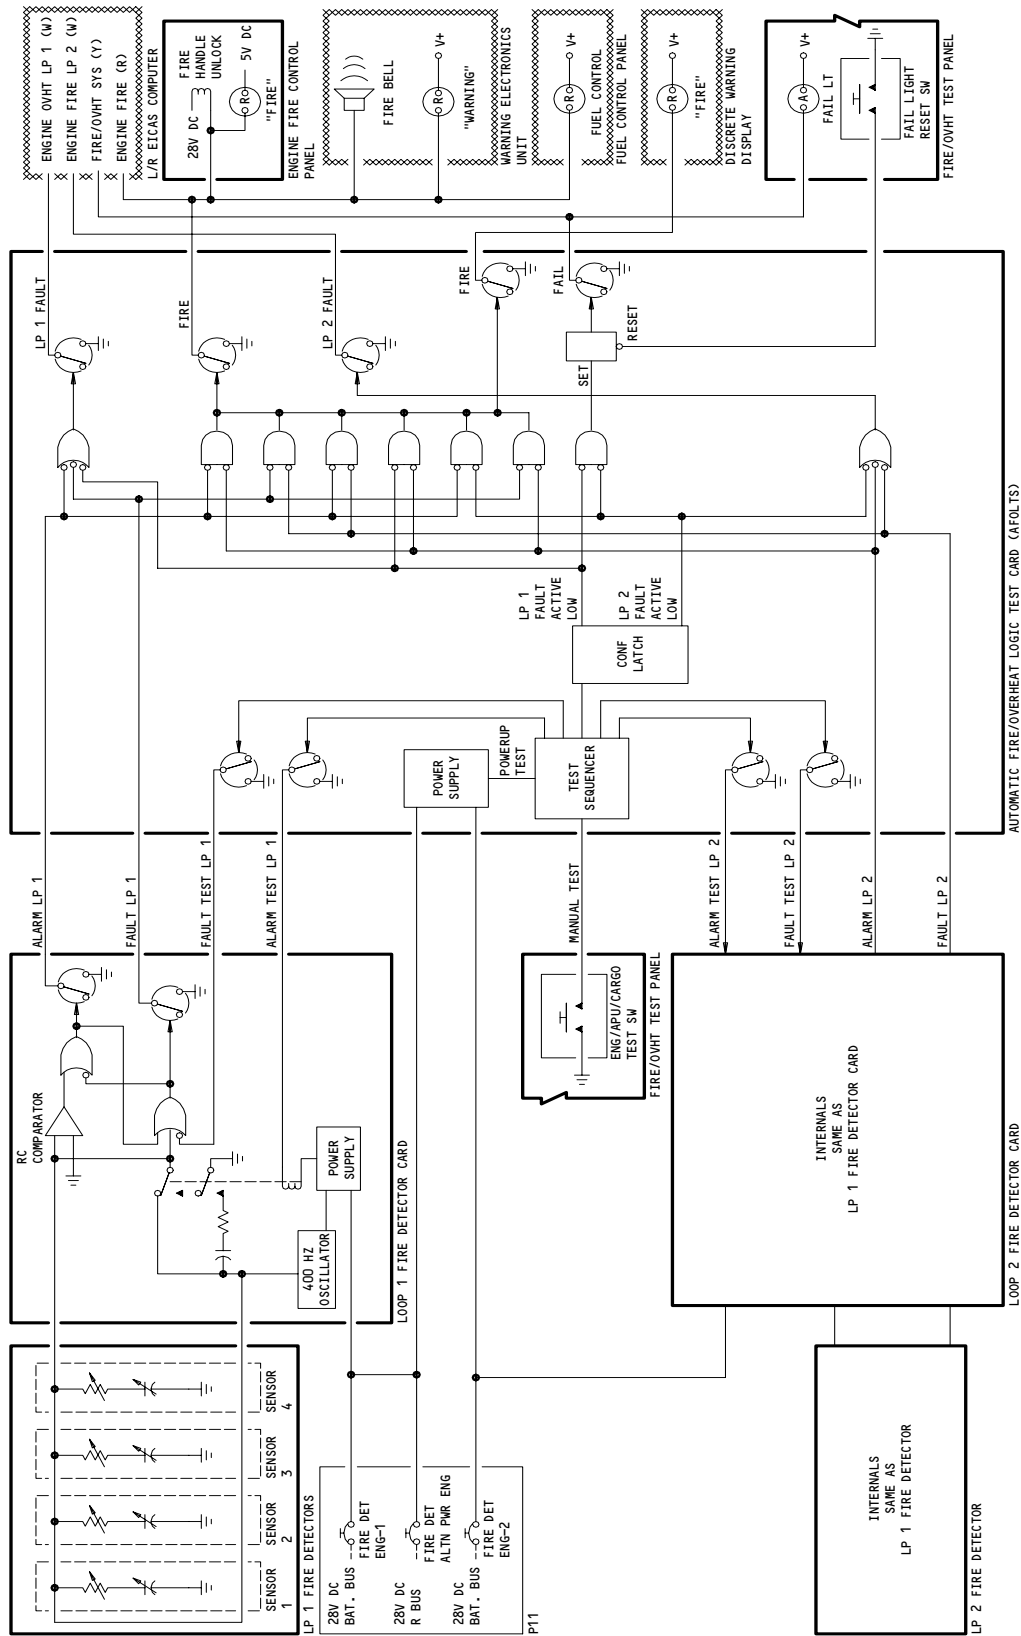 ENGINE OVHT LP 1 (W)
ENGINE FIRE LP 2 (W)
FIRE/OVHT SYS (Y)
ENGINE FIRE (R)
L/R EICAS COMPUTER
28V DC
FIRE
HANDLE
UNLOCK
R
5V DC
"FIRE"
ENGINE FIRE CONTROL
PANEL
FIRE BELL
R
V+
"WARNING"
WARNING ELECTRONICS
UNIT
R
V+
FUEL CONTROL
FUEL CONTROL PANEL
R
V+
"FIRE"
DISCRETE WARNING
DISPLAY
A
V+
FAIL LT
FAIL LIGHT
RESET SW
FIRE/OVHT TEST PANEL
LP 1 FAULT
FIRE
LP 2 FAULT
FIRE
FAIL
SET
RESET
LP 1
FAULT
ACTIVE
LOW
LP 2
FAULT
ACTIVE
LOW
CONF
LATCH
POWER
SUPPLY
POWERUP
TEST
TEST
SEQUENCER
AUTOMATIC FIRE/OVERHEAT LOGIC TEST CARD (AFOLTS)
ALARM LP 1
FAULT LP 1
FAULT TEST LP 1
ALARM TEST LP 1
MANUAL TEST
ALARM TEST LP 2
FAULT TEST LP 2
ALARM LP 2
FAULT LP 2
RC
COMPARATOR
POWER
SUPPLY
400 HZ
OSCILLATOR
LOOP 1 FIRE DETECTOR CARD
ENG/APU/CARGO
TEST SW
FIRE/OVHT TEST PANEL
INTERNALS
SAME AS
LP 1 FIRE DETECTOR CARD
LOOP 2 FIRE DETECTOR CARD
SENSOR
1
SENSOR
2
SENSOR
3
SENSOR
4
LP 1 FIRE DETECTORS
28V DC
BAT. BUS
FIRE DET
ENG-1
28V DC
R BUS
FIRE DET
ALTN PWR ENG
28V DC
BAT. BUS
FIRE DET
ENG-2
P11
INTERNALS
SAME AS
LP 1 FIRE DETECTOR
LP 2 FIRE DETECTOR